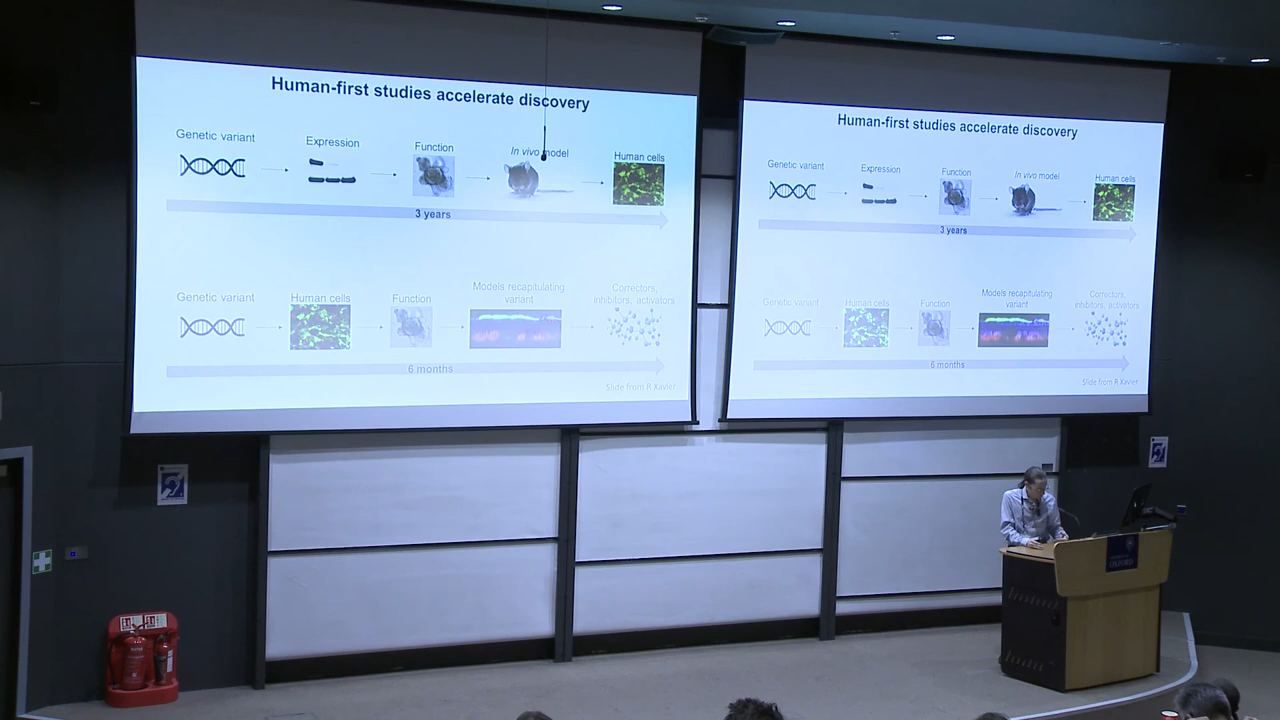 Human-first studies accelerate discovery
Genetic variant
Expression
Function
In vivo model
Human cells
3 years
Genetic variant
Human cells
Function
Models recapitulating
variant
Correctors,
inhibitors, activators
6 months
Slide from R Xavier
Human-first studies accelerate discovery
Genetic variant
Expression
Function
In vivo model
Human cells
3 years
Genetic variant
Human cells
Function
Models recapitulating
variant
Correctors,
inhibitors, activators
6 months
Slide from R Xavier
OXFORD